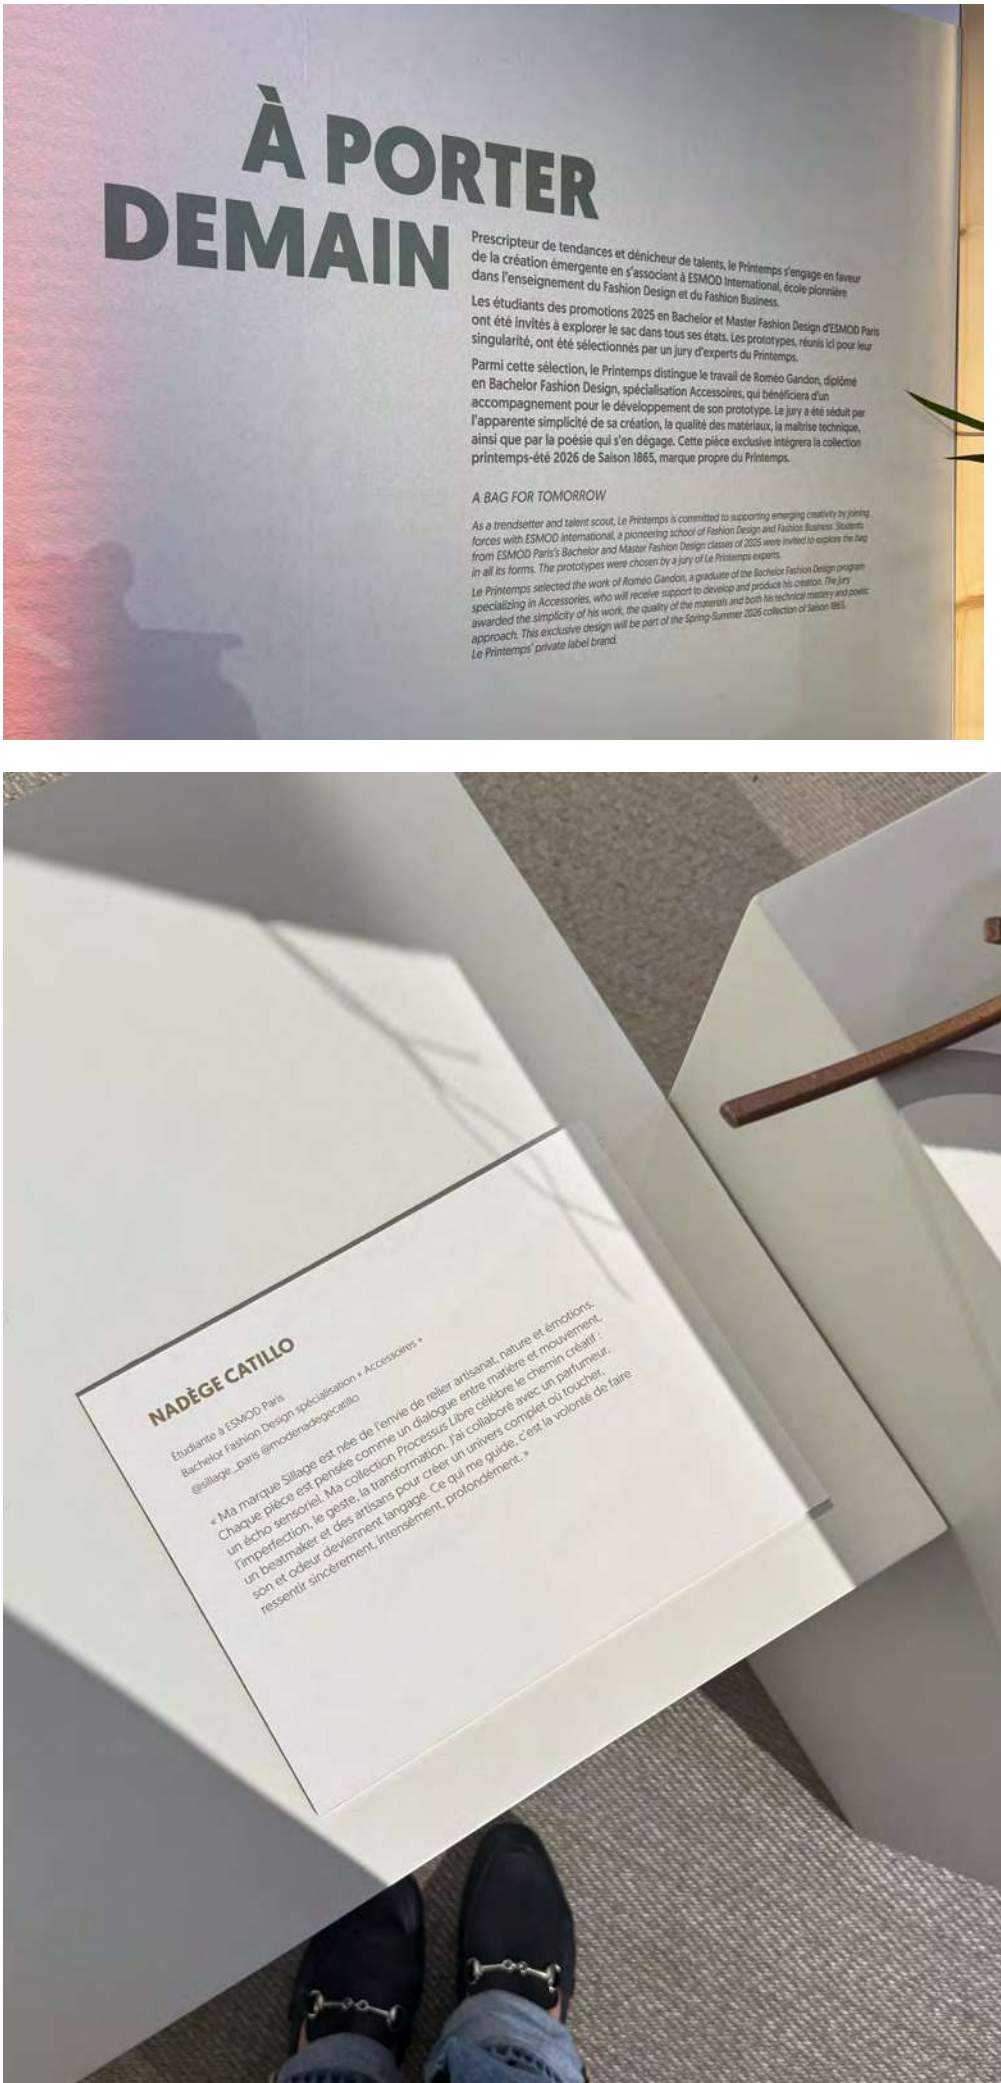 À PORTER
DEMAIN
Prescripteur de tendances et dénicheur de talents, le Printemps s'engage en faveur
de la création émergente en s'associant à ESMOD International, école pionnière
dans l'enseignement du Fashion Design et du Fashion Business.
Les étudiants des promotions 2025 en Bachelor et Master Fashion Design d'ESMOD Paris
ont été invités à explorer le sac dans tous ses états. Les prototypes, réunis ici pour leur
singularité, ont été sélectionnés par un jury d'experts du Printemps.
Parmi cette sélection, le Printemps distingue le travail de Roméo Gandon, diplômé
en Bachelor Fashion Design, spécialisation Accessoires, qui bénéficiera d'un
accompagnement pour le développement de son prototype. Le jury a été séduit par
l'apparente simplicité de sa création, la qualité des matériaux, la maîtrise technique,
ainsi que par la poésie qui s'en dégage. Cette pièce exclusive intégrera la collection
printemps-été 2026 de Saison 1865, marque propre du Printemps.
A BAG FOR TOMORROW
As a trendsetter and talent scout, Le Printemps is committed to supporting emerging creativity by joining
forces with ESMOD International, a pioneering school of Fashion Design and Fashion Business. Students
from ESMOD Paris's Bachelor and Master Fashion Design classes of 2025 were invited to explore the bag
in all its forms. The prototypes were chosen by a jury of Le Printemps experts.
Le Printemps selected the work of Roméo Gandon, a graduate of the Bachelor Fashion Design program
specializing in Accessories, who will receive support to develop and produce his creation. The jury
awarded the simplicity of his work, the quality of the materials and both his technical mastery and poetic
approach. This exclusive design will be part of the Spring-Summer 2026 collection of Saison 1865,
Le Printemps' private label brand.
NADÈGE CATILLO
Étudiante à ESMOD Paris
Bachelor Fashion Design spécialisation « Accessoires »
@sillage_paris @modenadegecatillo
« Ma marque Sillage est née de l'envie de relier artisanat, nature et émotions.
Chaque pièce est pensée comme un dialogue entre matière et mouvement,
un écho sensoriel. Ma collection Processus Libre célèbre le chemin créatif :
l'imperfection, le geste, la transformation. J'ai collaboré avec un parfumeur,
un beatmaker et des artisans pour créer un univers complet où toucher,
son et odeur deviennent langage. Ce qui me guide, c'est la volonté de faire
ressentir sincèrement, intensément, profondément. »